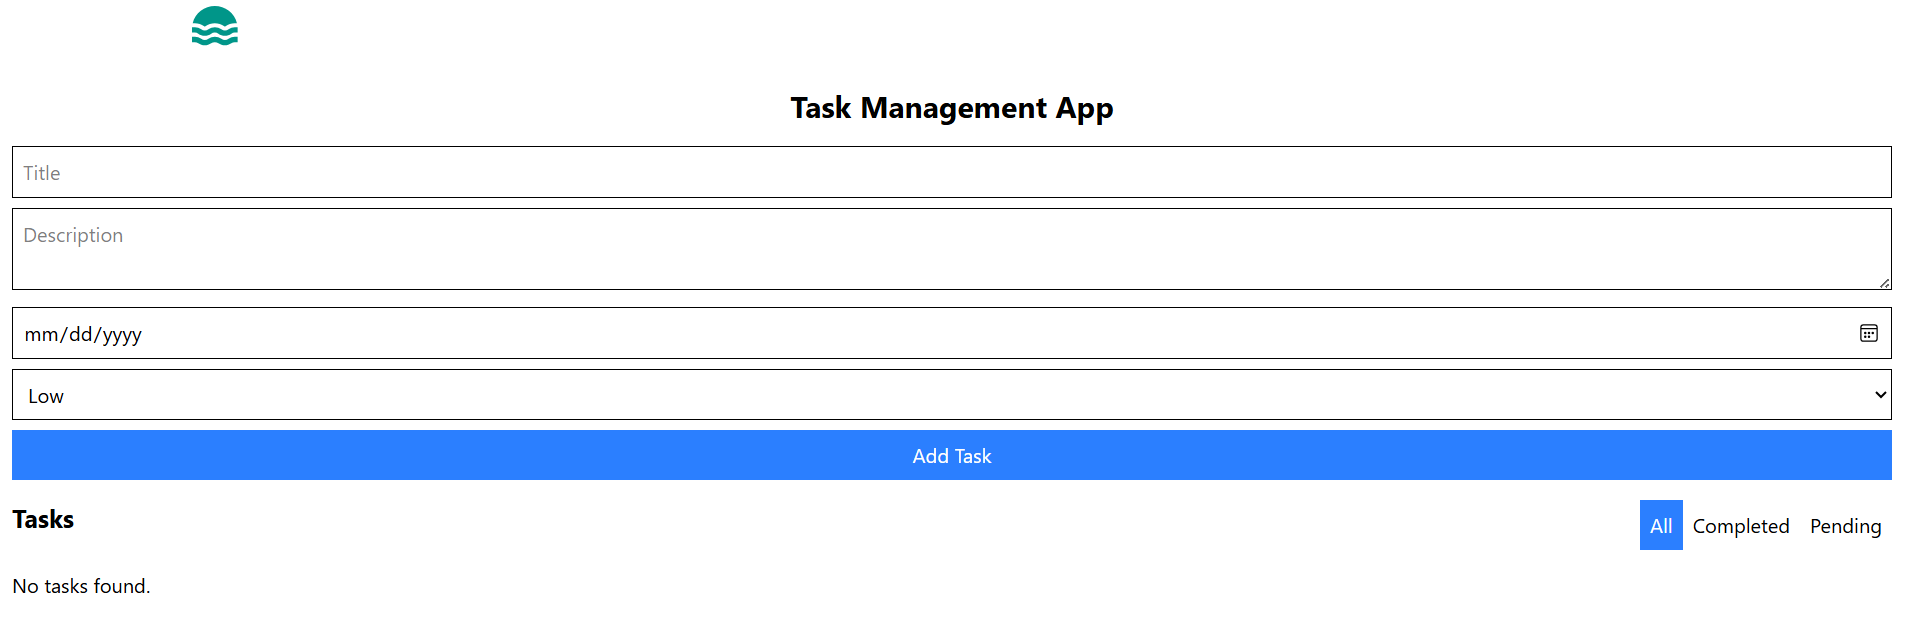 Task Management App
Title
Description
mm/dd/yyyy
Low
Add Task
Tasks
All Completed Pending
No tasks found.